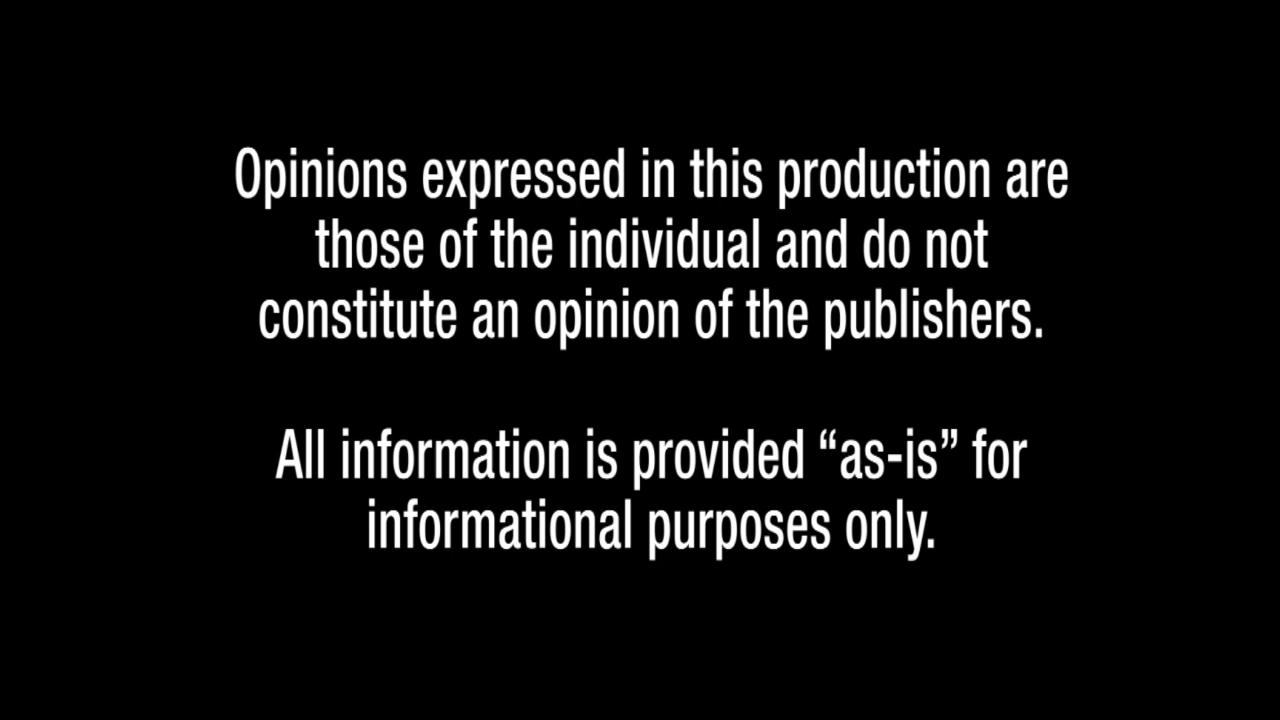 Opinions expressed in this production are
those of the individual and do not
constitute an opinion of the publishers.
All information is provided “as-is” for
informational purposes only.